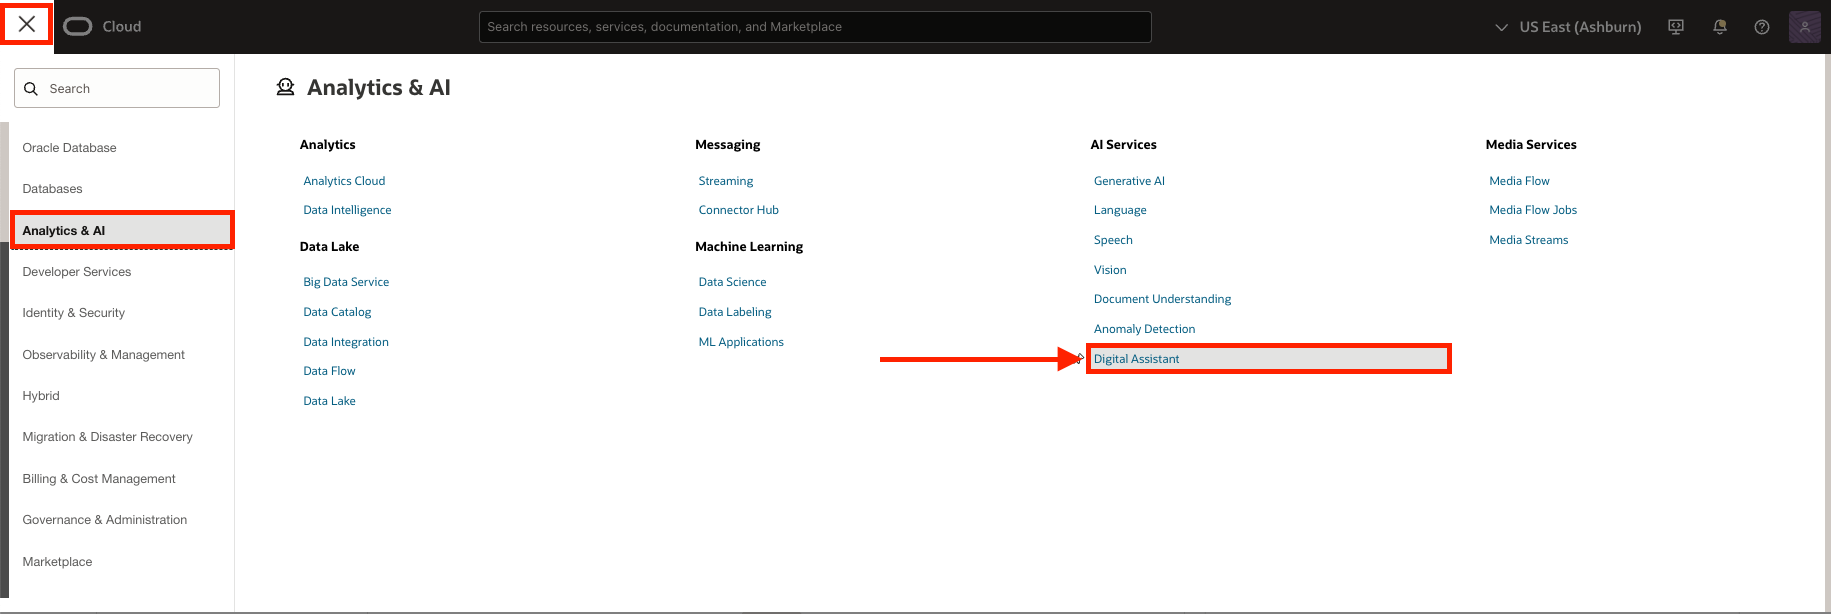 Cloud
Search resources, services, documentation, and Marketplace
US East (Ashburn)
Search
Oracle Database
Databases
Analytics & AI
Developer Services
Identity & Security
Observability & Management
Hybrid
Migration & Disaster Recovery
Billing & Cost Management
Governance & Administration
Marketplace
Analytics & AI
Analytics
Analytics Cloud
Data Intelligence
Data Lake
Big Data Service
Data Catalog
Data Integration
Data Flow
Data Lake
Messaging
Streaming
Connector Hub
Machine Learning
Data Science
Data Labeling
ML Applications
AI Services
Generative AI
Language
Speech
Vision
Document Understanding
Anomaly Detection
Digital Assistant
Media Services
Media Flow
Media Flow Jobs
Media Streams